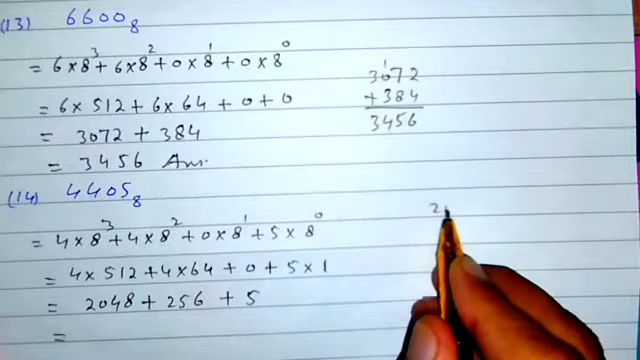 (13) 6600₈
= 6×8³+ 6×8²+0×8¹+0×8⁰
= 6× 512 + 6× 64 + 0+ 0
= 3072 + 384
= 3456 Ans.
3072
+384
3456
(14) 4405₈
= 4×8³+4×8²+0×8¹+5×8⁰
= 4× 512 +4×64 + 0+ 5×1
= 2048 + 256 + 5
=
2